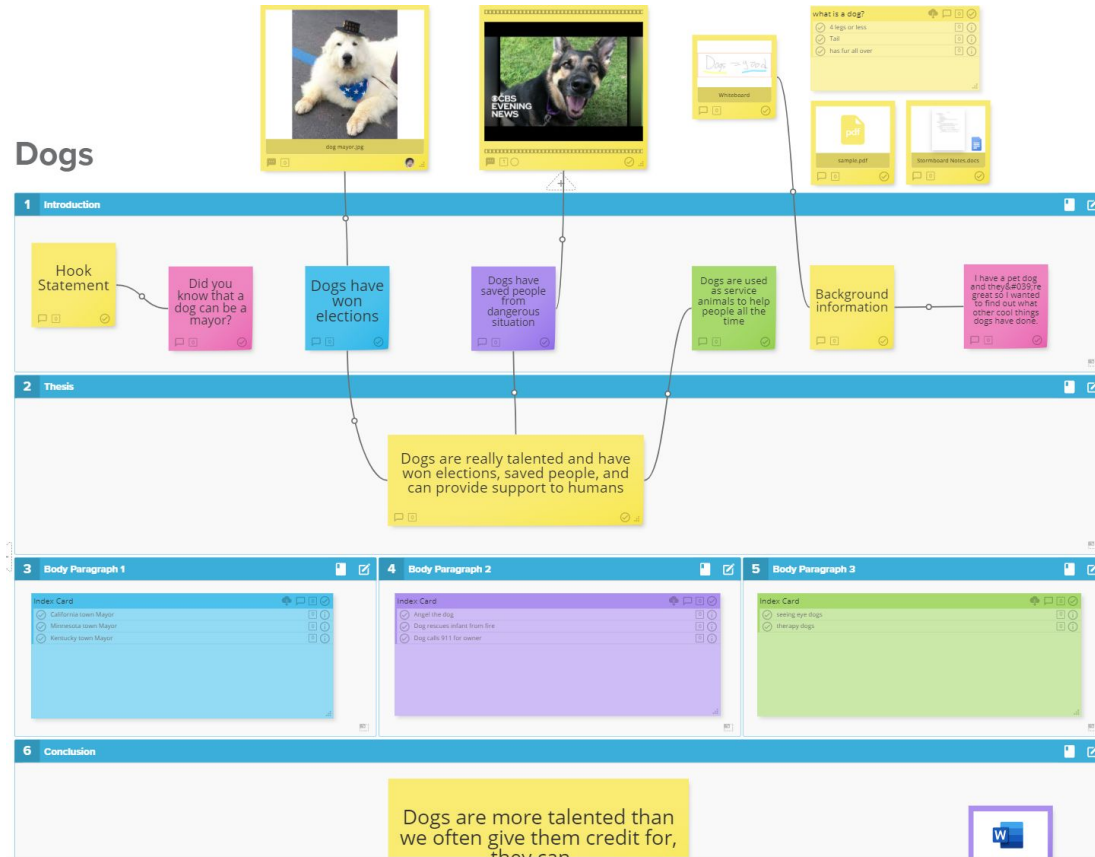 what is a dog?
4 legs or less
Tail
has fur all over
CBS
EVENING
NEWS
Dogs → good
Whiteboard
dog mayor.jpg
pdf
sample.pdf
Stormboard Notes.docx
Dogs
1 Introduction
Hook
Statement
Did you
know that a
dog can be a
mayor?
Dogs have
won
elections
Dogs have
saved people
from
dangerous
situation
Dogs are used
as service
animals to help
people all the
time
Background
information
I have a pet dog
and they&#039;re
great so I wanted
to find out what
other cool things
dogs have done.
2 Thesis
Dogs are really talented and have
won elections, saved people, and
can provide support to humans
3 Body Paragraph 1
Index Card
California town Mayor
Minnesota town Mayor
Kentucky town Mayor
4 Body Paragraph 2
Index Card
Angel the dog
Dog rescues infant from fire
Dog calls 911 for owner
5 Body Paragraph 3
Index Card
seeing eye dogs
therapy dogs
6 Conclusion
Dogs are more talented than
we often give them credit for,
they can
W